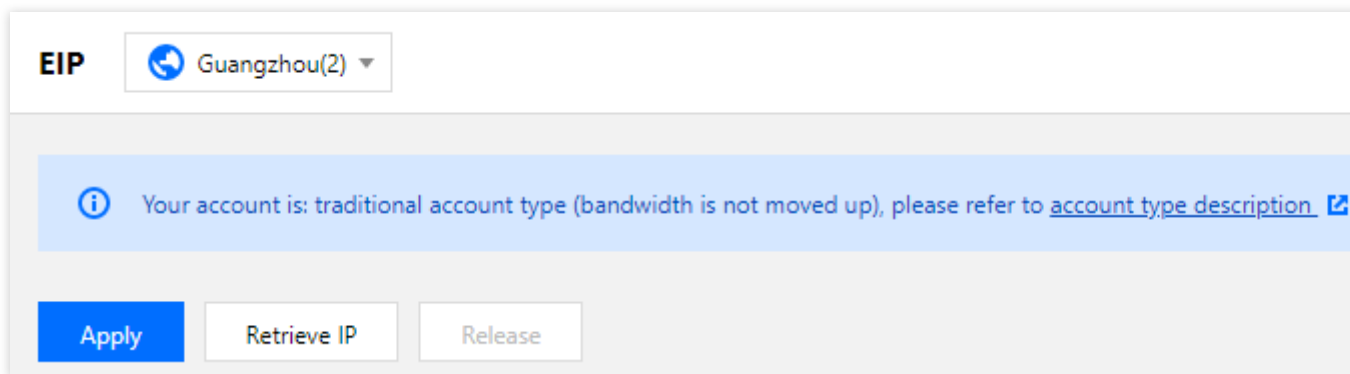 EIP Guangzhou(2)
Your account is: traditional account type (bandwidth is not moved up), please refer to account type description
Apply Retrieve IP Release